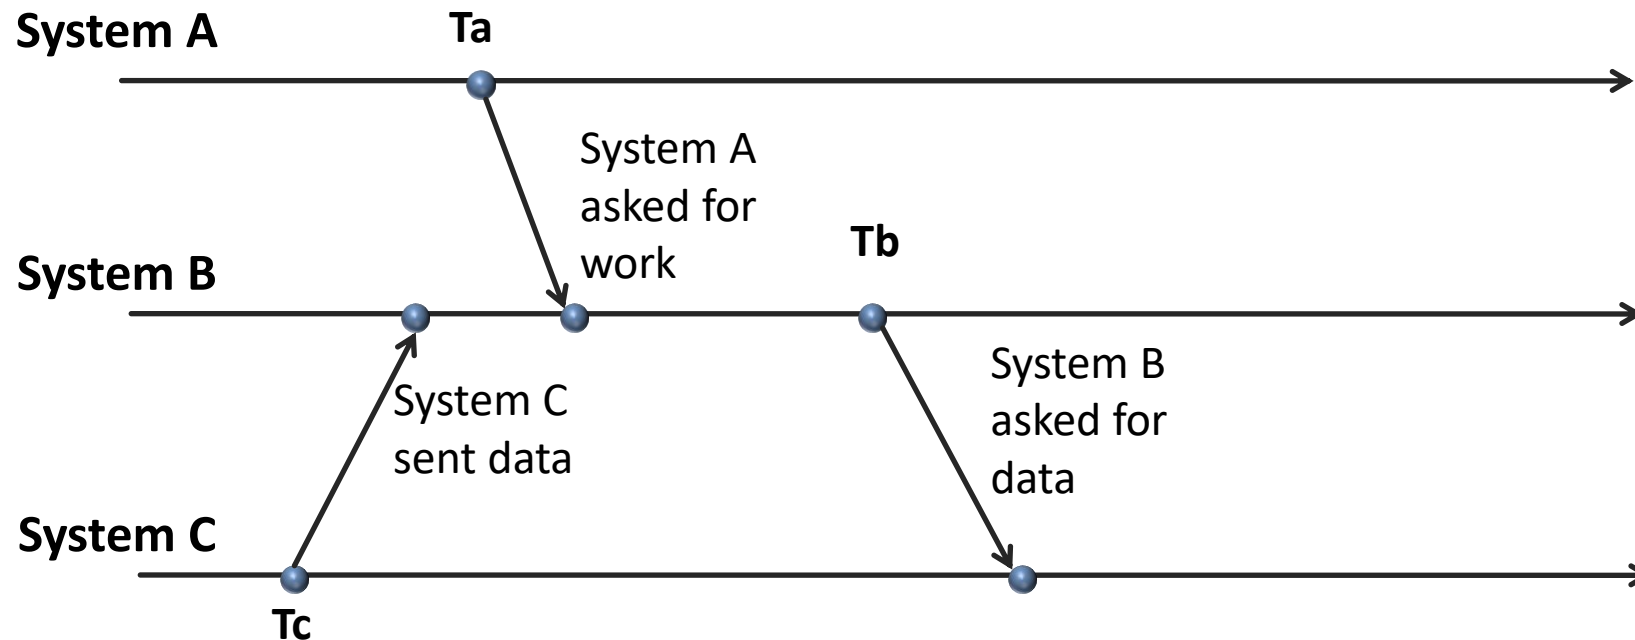 System A
Ta
System A
asked for
work
Tb
System B
System B
asked for
data
System C
sent data
System C
Tc